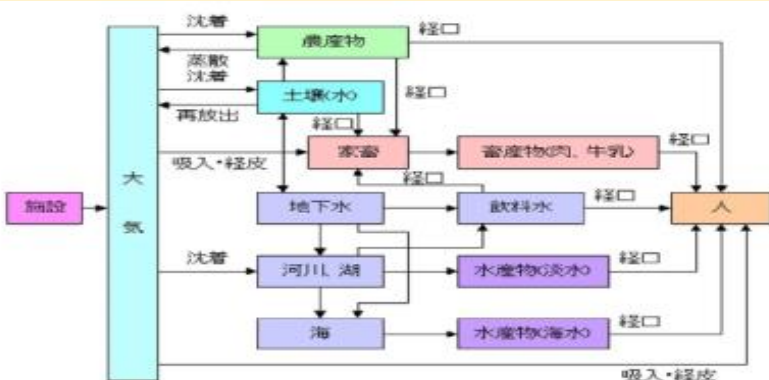 沈着
農産物
経口
蒸散
沈着
土壌(水)
経口
再放出
経口
家畜
畜産物(肉、牛乳)
経口
吸入・経皮
大気
経口
施設
地下水
飲料水
経口
人
沈着
河川、湖
水産物(淡水)
経口
海
水産物(海水)
経口
吸入・経皮